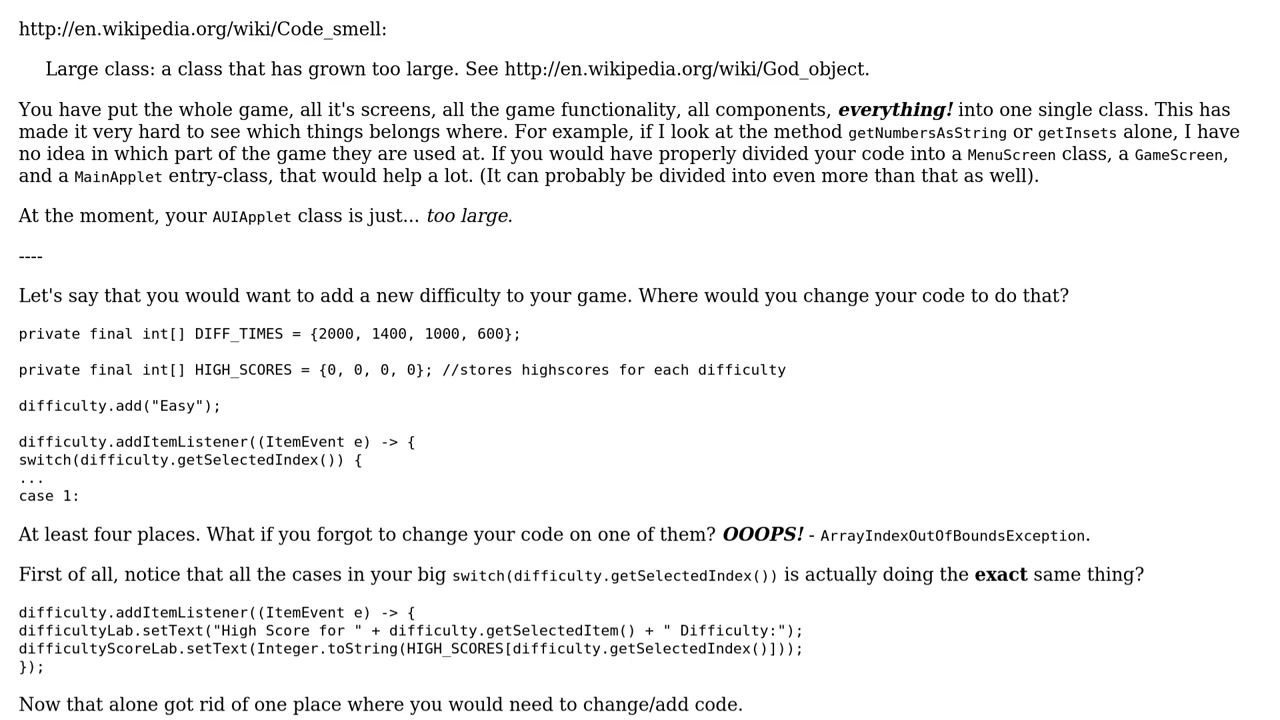 http://en.wikipedia.org/wiki/Code_smell:
Large class: a class that has grown too large. See http://en.wikipedia.org/wiki/God_object.
You have put the whole game, all it's screens, all the game functionality, all components, everything! into one single class. This has
made it very hard to see which things belongs where. For example, if I look at the method getNumbersAsString or getInsets alone, I have
no idea in which part of the game they are used at. If you would have properly divided your code into a MenuScreen class, a GameScreen,
and a MainApplet entry-class, that would help a lot. (It can probably be divided into even more than that as well).
At the moment, your AUIApplet class is just... too large.
----
Let's say that you would want to add a new difficulty to your game. Where would you change your code to do that?
private final int[] DIFF_TIMES = {2000, 1400, 1000, 600};
private final int[] HIGH_SCORES = {0, 0, 0, 0}; //stores highscores for each difficulty
difficulty.add("Easy");
difficulty.addItemListener((ItemEvent e) -> {
switch(difficulty.getSelectedIndex()) {
...
case 1:
At least four places. What if you forgot to change your code on one of them? OOOPS! - ArrayIndexOutOfBoundsException.
First of all, notice that all the cases in your big switch(difficulty.getSelectedIndex()) is actually doing the exact same thing?
difficulty.addItemListener((ItemEvent e) -> {
difficultyLab.setText("High Score for " + difficulty.getSelectedItem() + " Difficulty:");
difficultyScoreLab.setText(Integer.toString(HIGH_SCORES[difficulty.getSelectedIndex()]));
});
Now that alone got rid of one place where you would need to change/add code.